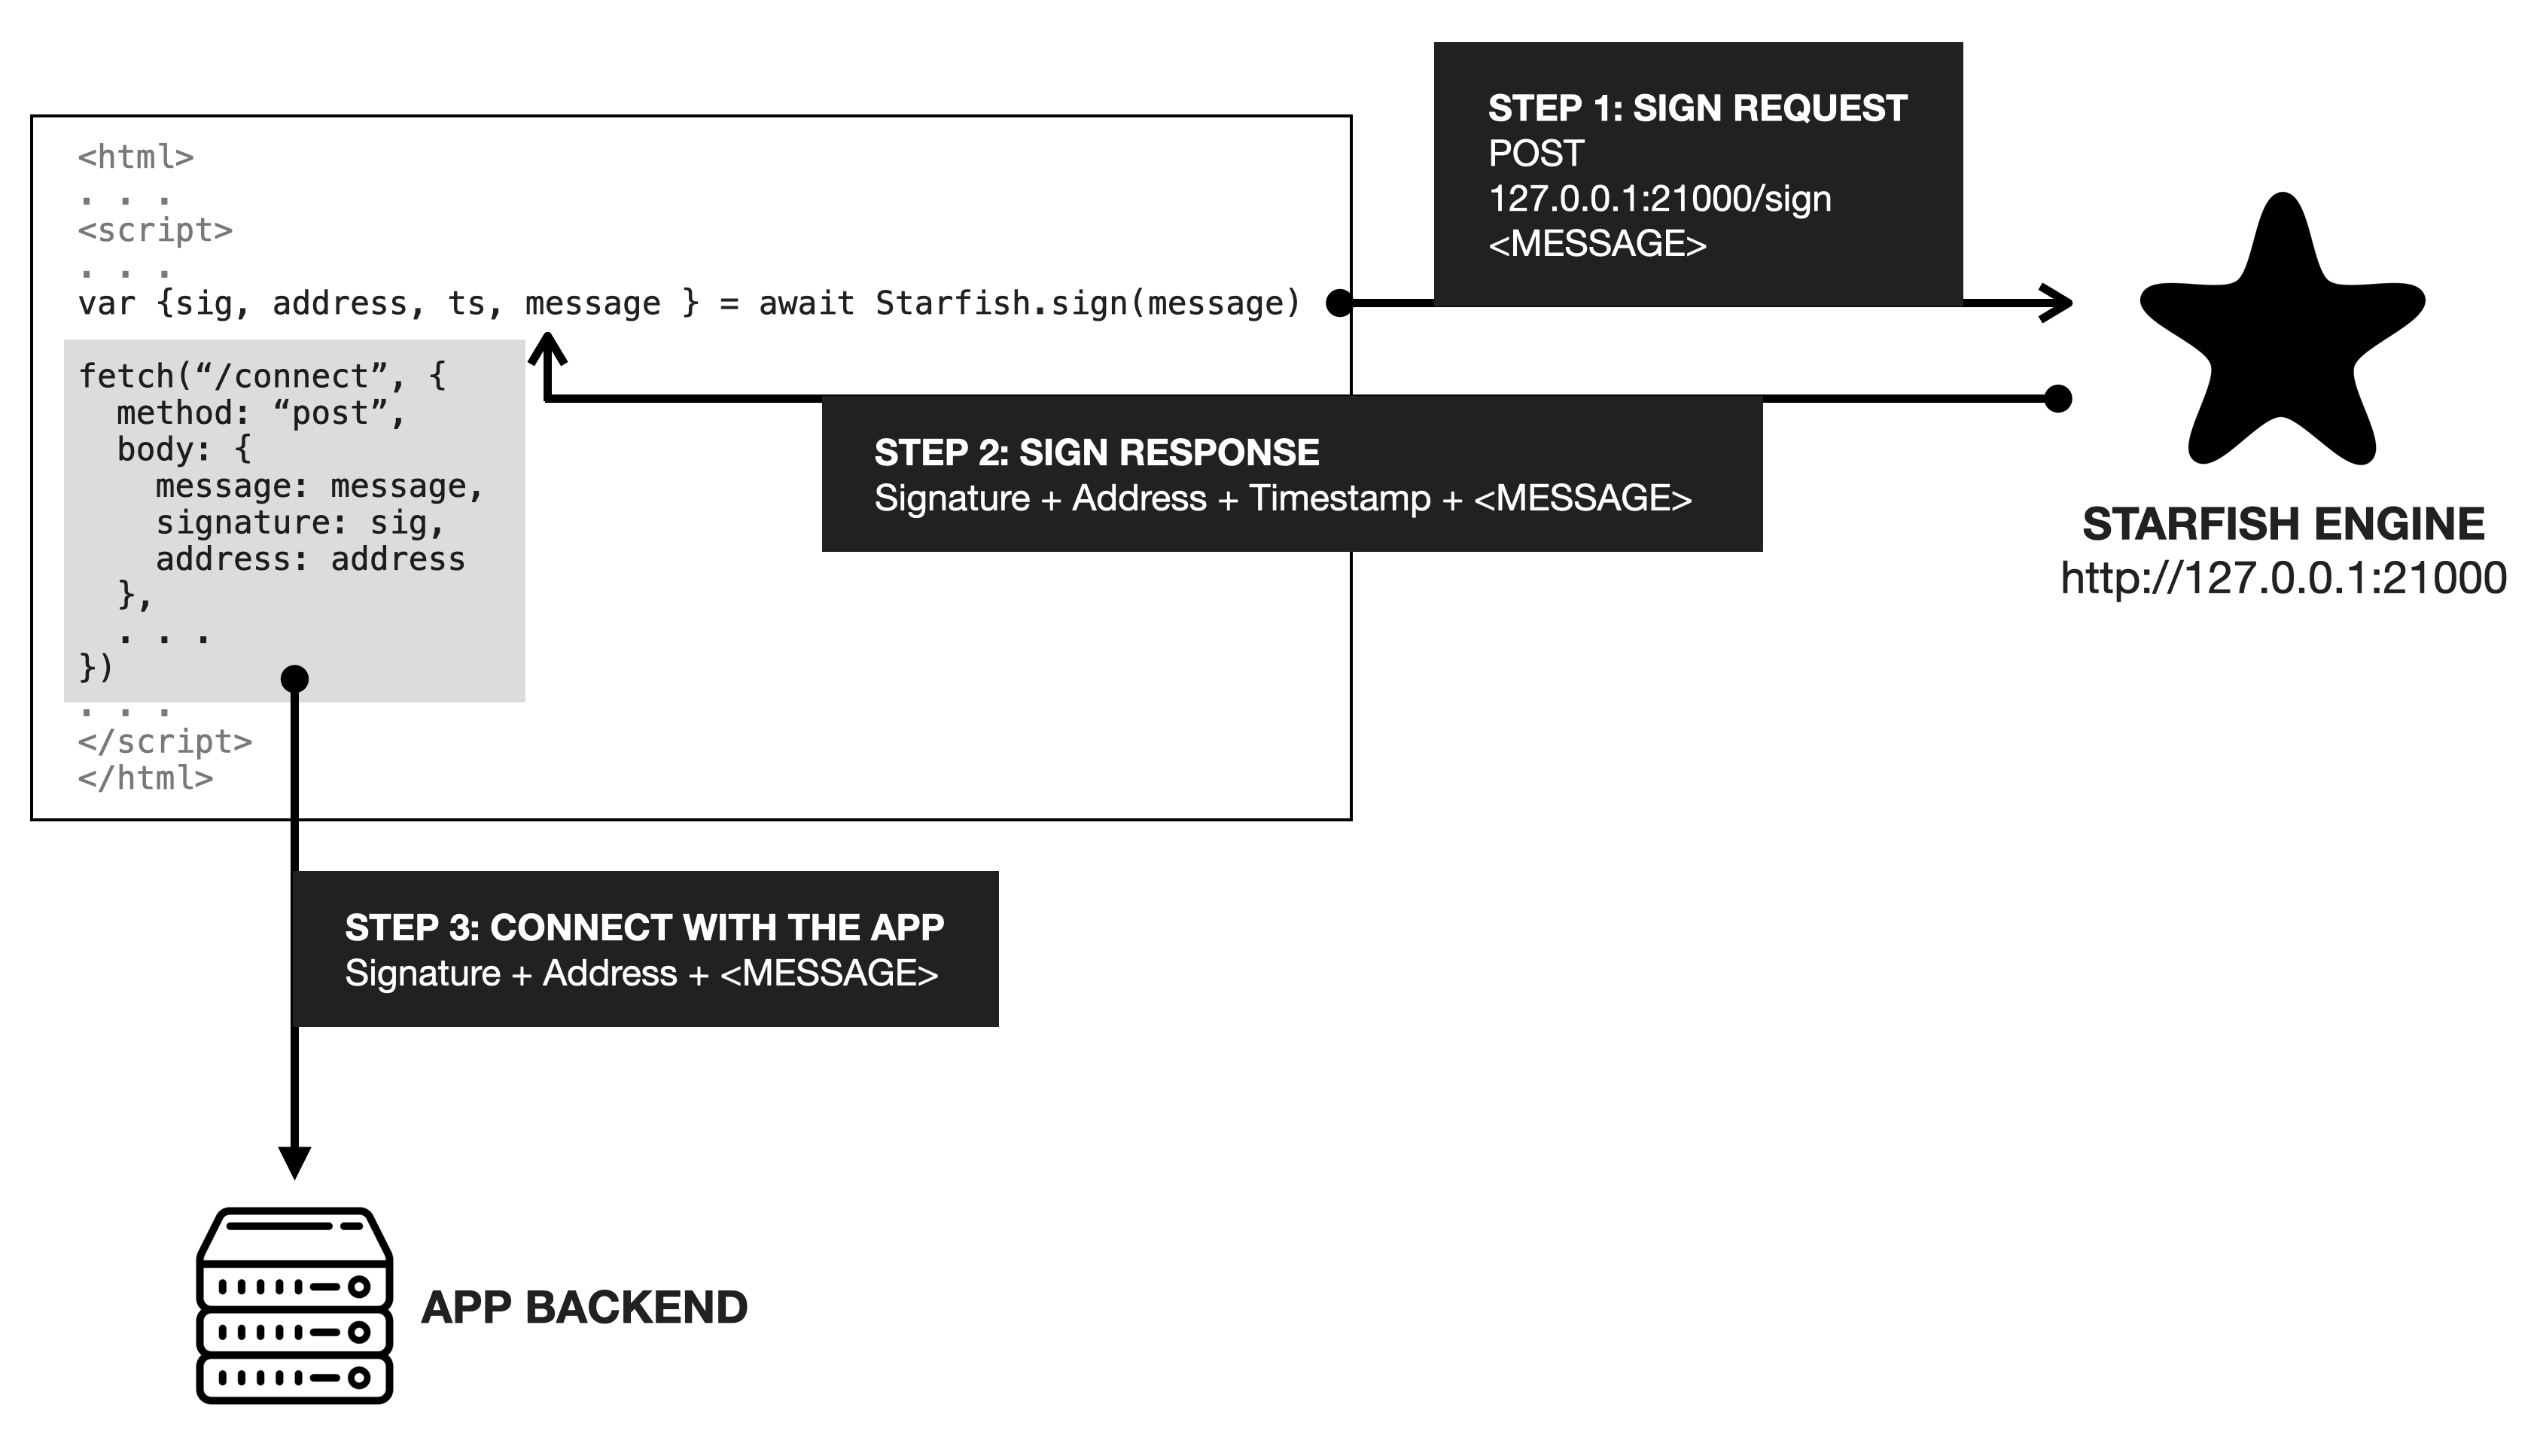 <html>
. . .
<script>
. . .
var {sig, address, ts, message } = await Starfish.sign(message)
fetch(“/connect”, {
  method: “post”,
  body: {
    message: message,
    signature: sig,
    address: address
  },
  . . .
})
. . .
</script>
</html>
STEP 1: SIGN REQUEST
POST
127.0.0.1:21000/sign
<MESSAGE>
STEP 2: SIGN RESPONSE
Signature + Address + Timestamp + <MESSAGE>
STARFISH ENGINE
http://127.0.0.1:21000
STEP 3: CONNECT WITH THE APP
Signature + Address + <MESSAGE>
APP BACKEND